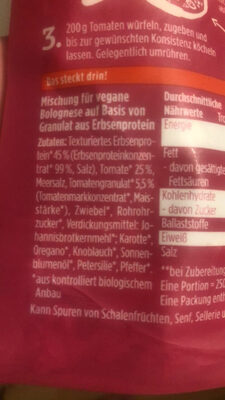 3. 200 g Tomaten würfeln, zugeben und
bis zur gewünschten Konsistenz köcheln
lassen. Gelegentlich umrühren.
Das steckt drin!
Mischung für vegane
Bolognese auf Basis von
Granulat aus Erbsenprotein
Zutaten: Texturiertes Erbsenpro-
tein* 45 % (Erbsenproteinkonzen-
trat* 99 %, Salz), Tomate* 25 %,
Meersalz, Tomatengranulat* 5,5 %
(Tomatenmarkkonzentrat*, Mais-
stärke*), Zwiebel*, Rohrohr-
zucker*, Verdickungsmittel: Jo-
hannisbrotkernmehl*; Karotte*,
Oregano*, Knoblauch*, Sonnen-
blumenöl*, Petersilie*, Pfeffer*.
*aus kontrolliert biologischem
Anbau
Kann Spuren von Schalenfrüchten, Senf, Sellerie u
Durchschnittliche
Nährwerte
Energie
Fett
- davon gesättigte
Fettsäuren
Kohlenhydrate
- davon Zucker
Ballaststoffe
Eiweiß
Salz
**bei Zubereitung
Eine Portion = 250
Eine Packung enth